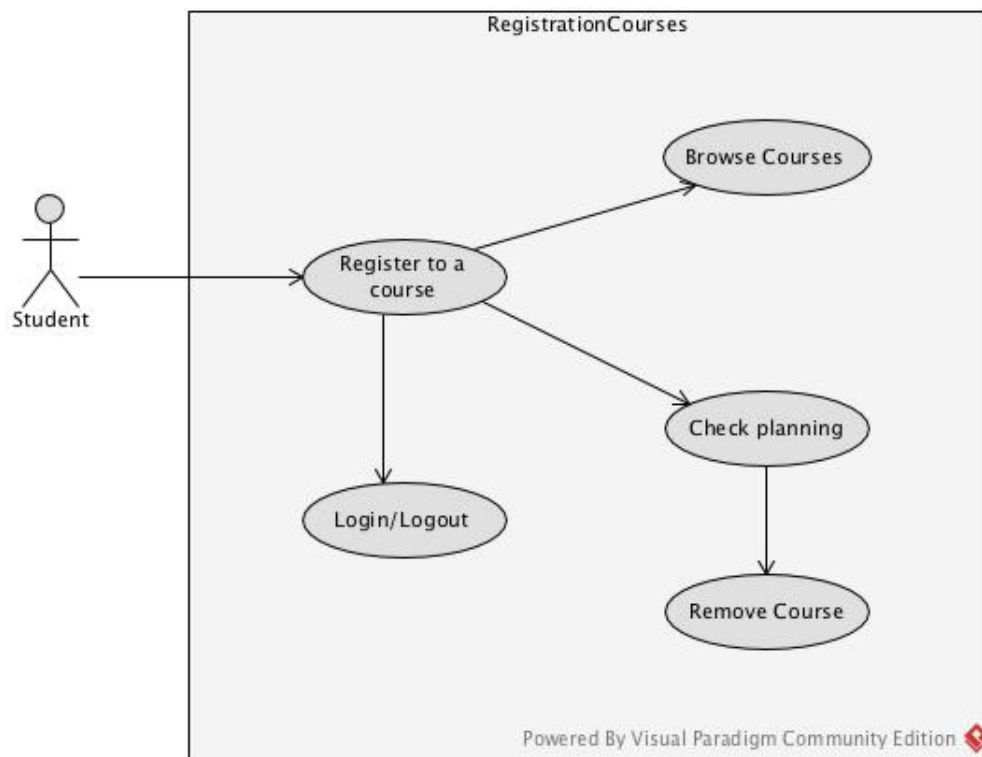 RegistrationCourses
Browse Courses
Register to a
course
Student
Check planning
Login/Logout
Remove Course
Powered By Visual Paradigm Community Edition